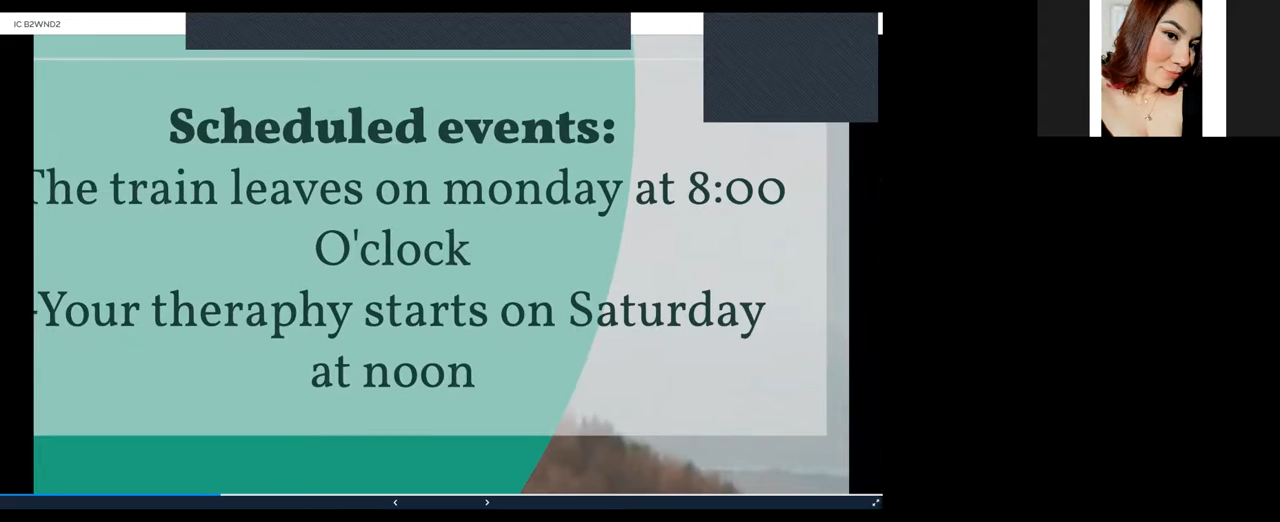 IC B2WND2
Scheduled events:
The train leaves on monday at 8:00
O'clock
-Your theraphy starts on Saturday
at noon